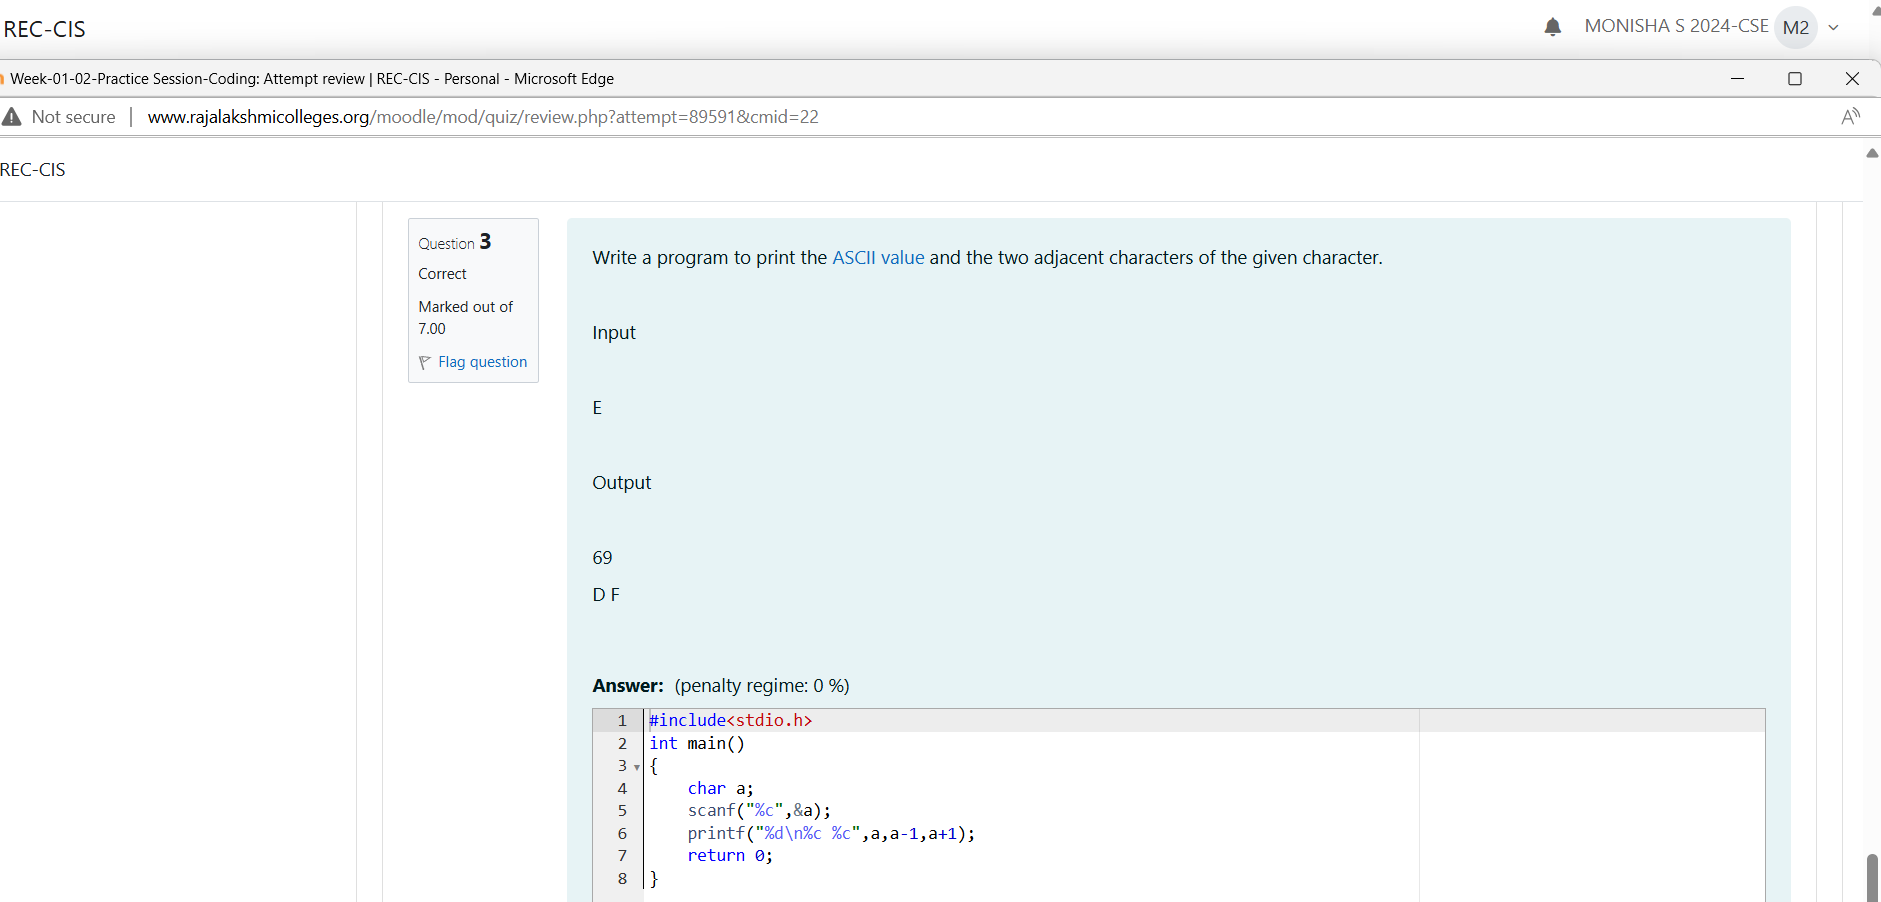 REC-CIS
MONISHA S 2024-CSE M2
Week-01-02-Practice Session-Coding: Attempt review | REC-CIS - Personal - Microsoft Edge
Not secure www.rajalakshmicolleges.org/moodle/mod/quiz/review.php?attempt=89591&cmid=22
REC-CIS
Question 3
Correct
Marked out of
7.00
Flag question
Write a program to print the ASCII value and the two adjacent characters of the given character.
Input
E
Output
69
D F
Answer: (penalty regime: 0 %)
1 #include<stdio.h>
2 int main()
3 {
4 char a;
5 scanf("%c",&a);
6 printf("%d\n%c %c",a,a-1,a+1);
7 return 0;
8 }